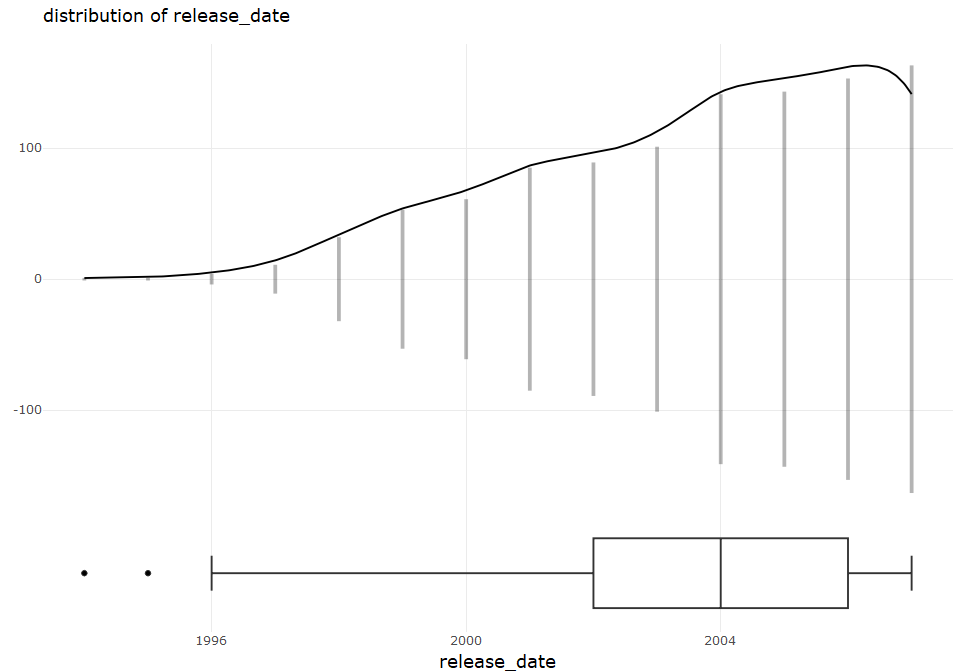 distribution of release_date
100
0
-100
1996 2000 2004
release_date